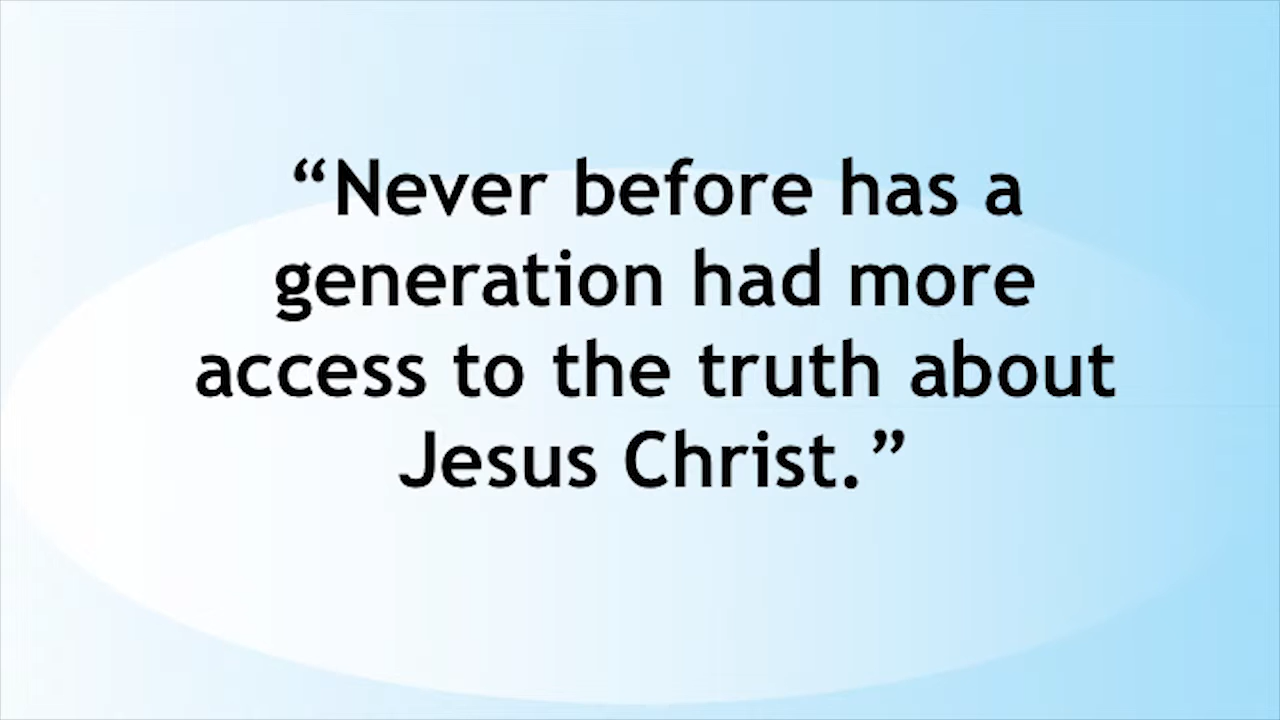 “Never before has a
generation had more
access to the truth about
Jesus Christ.”